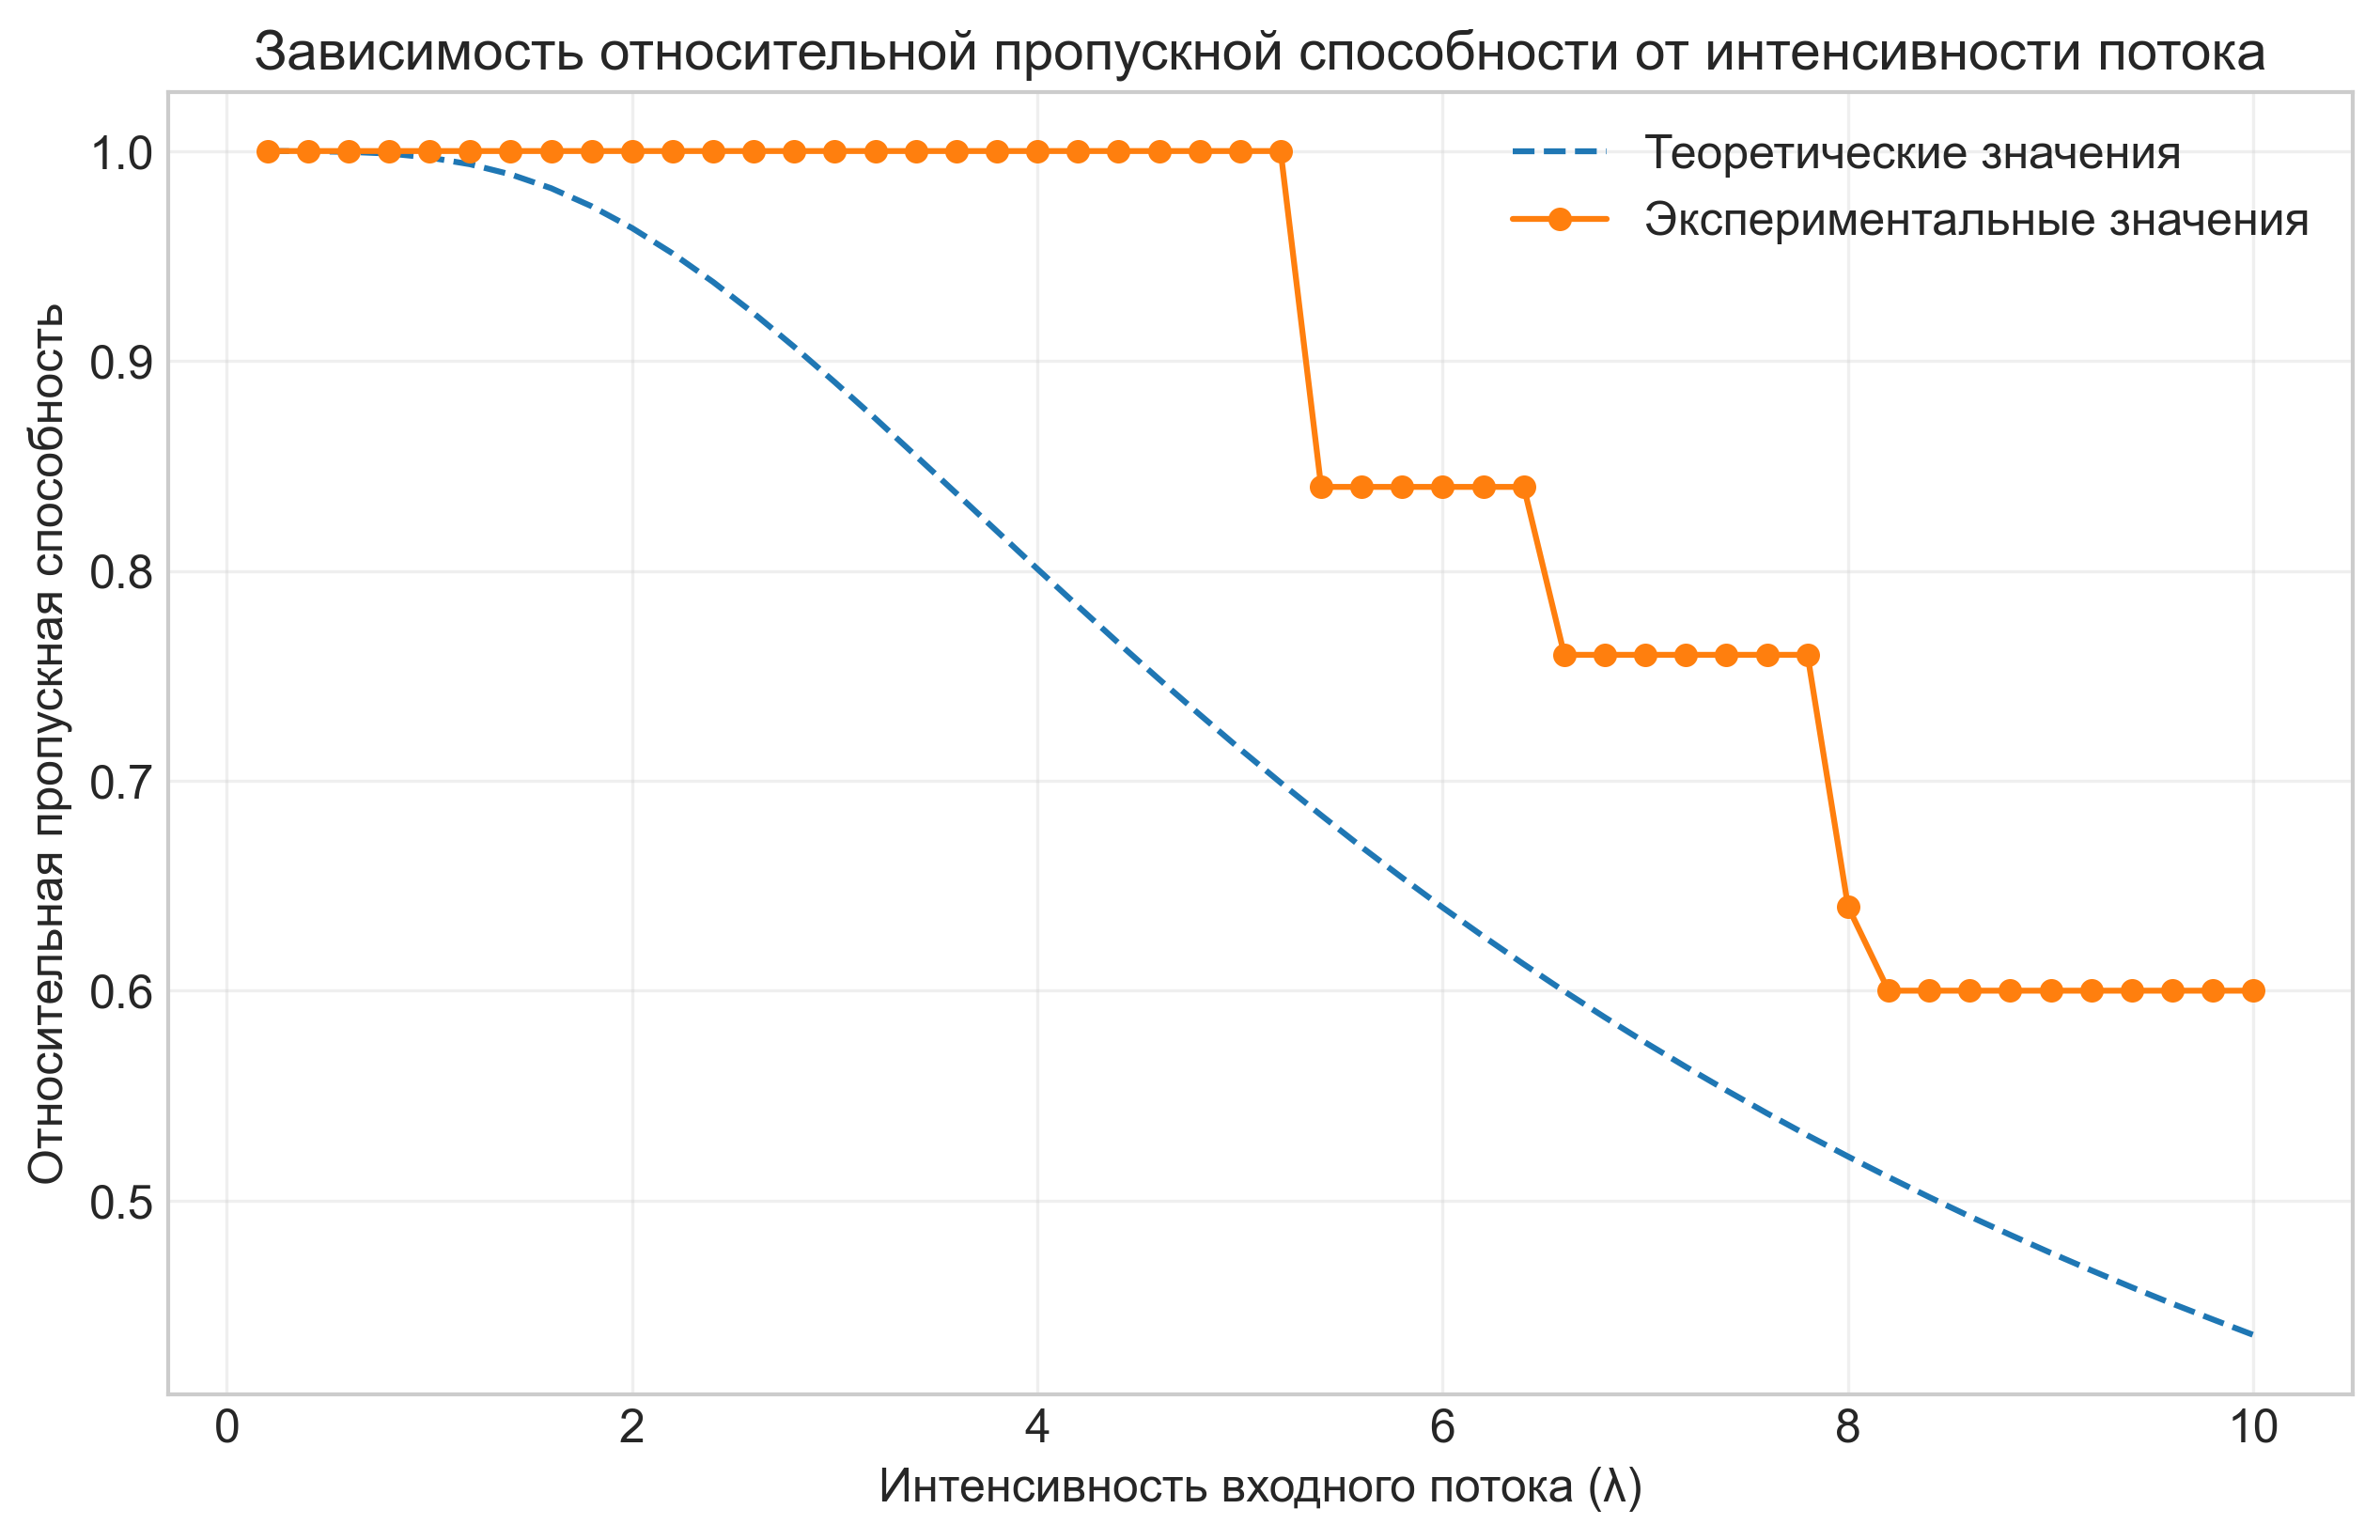 Зависимость относительной пропускной способности от интенсивности потока
Теоретические значения
Экспериментальные значения
Относительная пропускная способность
1.0
0.9
0.8
0.7
0.6
0.5
0
2
4
6
8
10
Интенсивность входного потока (λ)